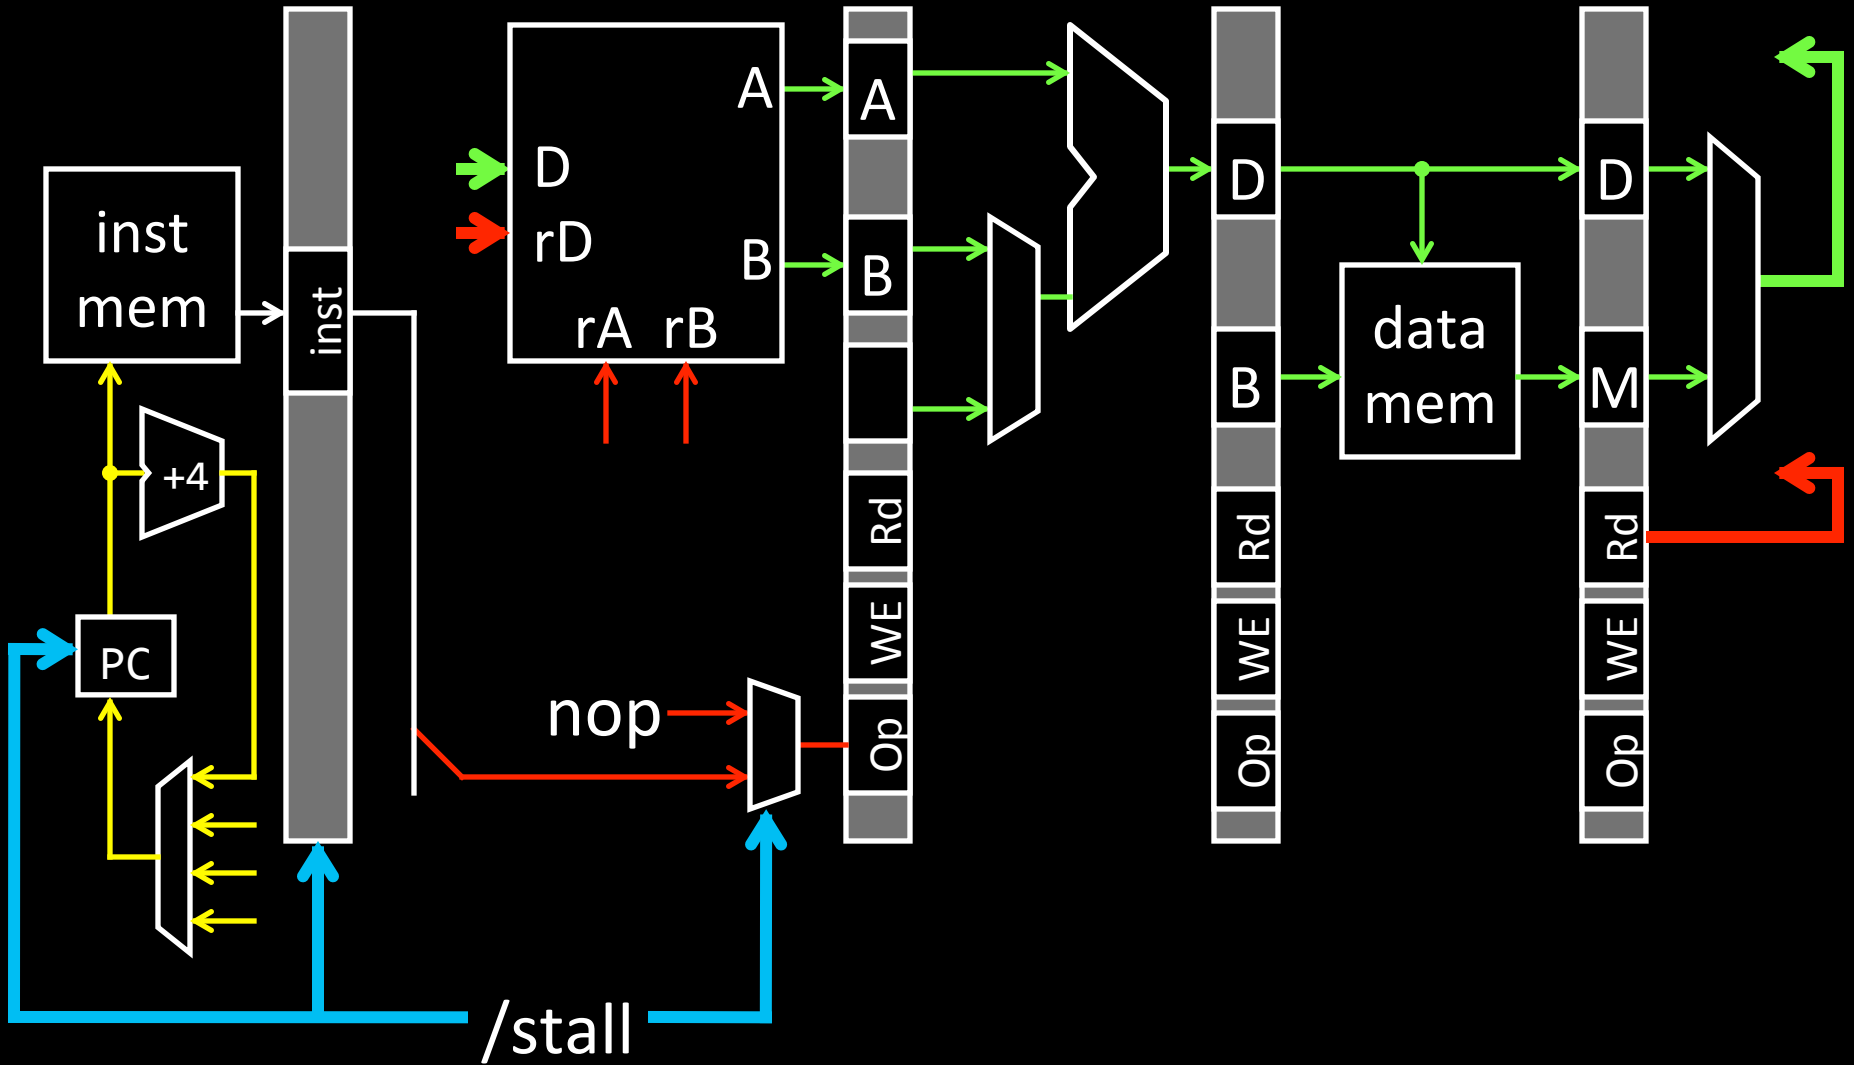 inst
mem
+4
PC
inst
D
rD
A
B
rA rB
nop
/stall
A
B
Rd
WE
Op
D
B
Rd
WE
Op
data
mem
D
M
Rd
WE
Op